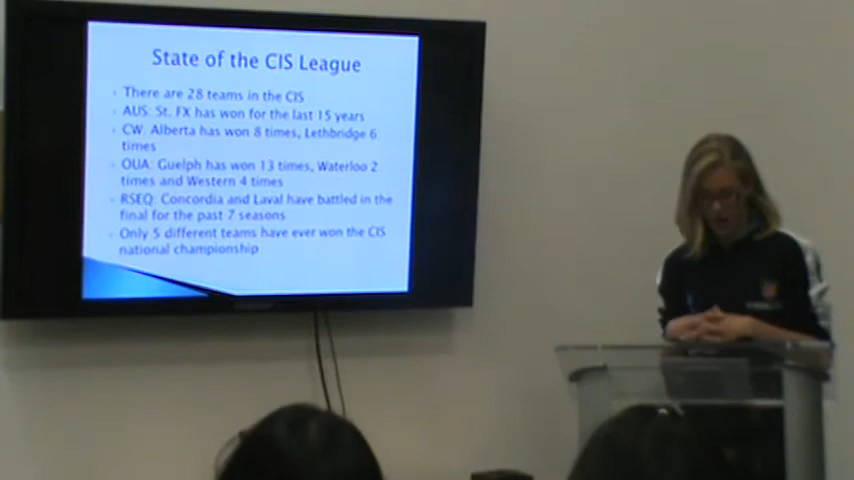 State of the CIS League
There are 28 teams in the CIS
AUS: St. FX has won for the last 15 years
CW: Alberta has won 8 times, Lethbridge 6
times
OUA: Guelph has won 13 times, Waterloo 2
times and Western 4 times
RSEQ: Concordia and Laval have battled in the
final for the past 7 seasons
Only 5 different teams have ever won the CIS
national championship